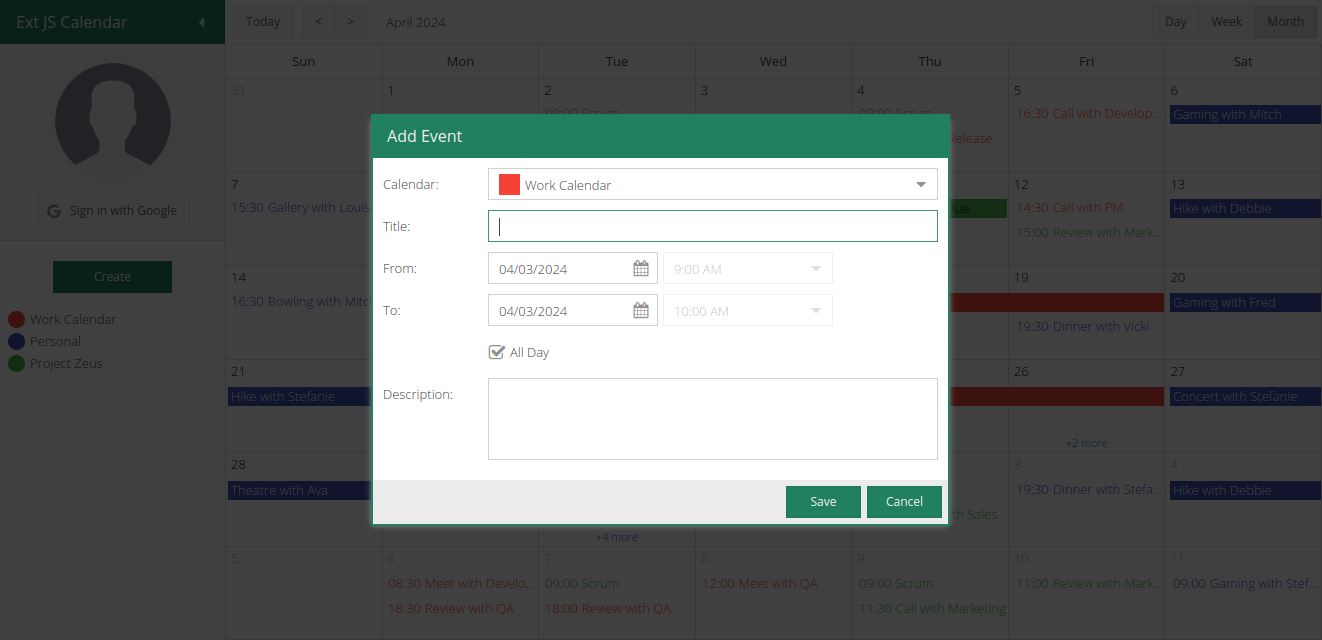 Ext JS Calendar
Today < > April 2024 Day Week Month
Sun Mon Tue Wed Thu Fri Sat
31 1 2 3 4 5 6
09:00 Scrum 09:00 Scrum 16:30 Call with Develop... Gaming with Mitch
Release
Add Event
Calendar: Work Calendar
Title:
From: 04/03/2024 9:00 AM
To: 04/03/2024 10:00 AM
All Day
Description:
Save Cancel
Sign in with Google
Create
Work Calendar
Personal
Project Zeus
7 12 13
15:30 Gallery with Louis 14:30 Call with PM Hike with Debbie
15:00 Review with Mark...
14 19 20
16:30 Bowling with Mitc Gaming with Fred
19:30 Dinner with Vicki
21 26 27
Hike with Stefanie Concert with Stefanie
+2 more
28 3 4
Theatre with Ava 19:30 Dinner with Stefa... Hike with Debbie
with Sales
+4 more
5 6 7 8 9 10 11
08:30 Meet with Develo... 09:00 Scrum 12:00 Meet with QA 09:00 Scrum 11:00 Review with Mark... 09:00 Gaming with Stef...
18:30 Review with QA 18:00 Review with QA 11:30 Call with Marketing